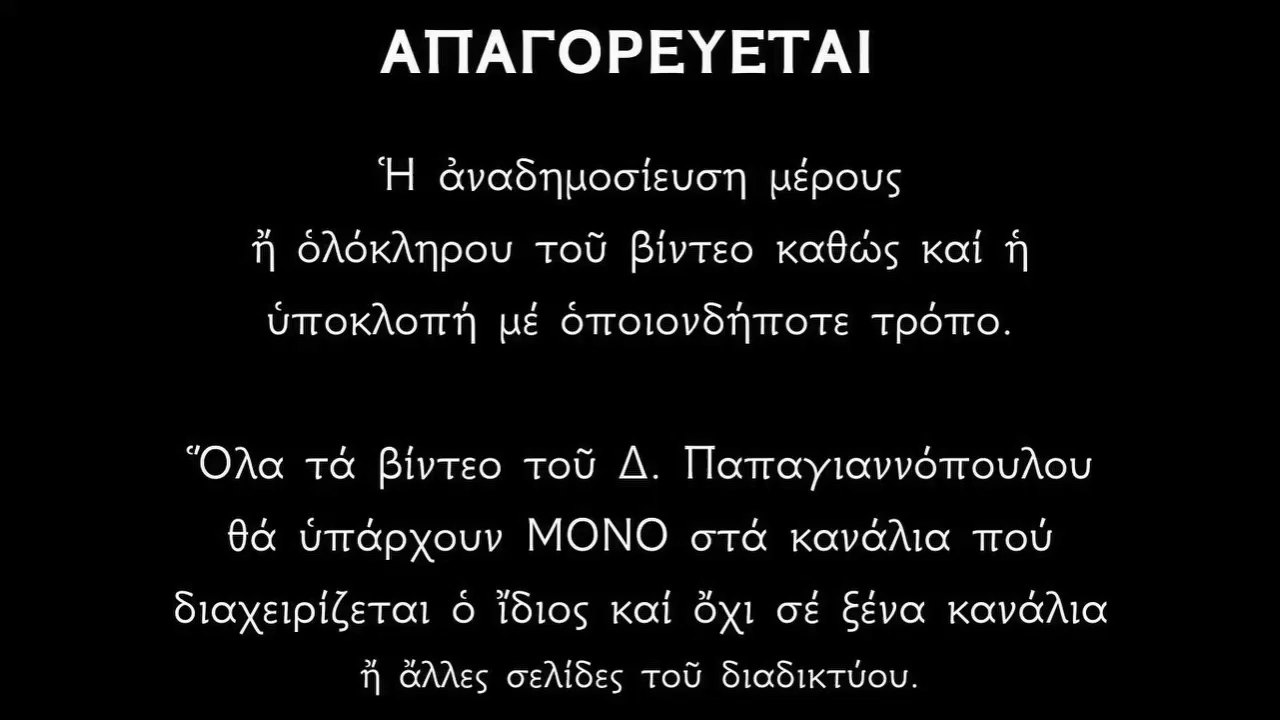 ΑΠΑΓΟΡΕΥΕΤΑΙ
Ἡ ἀναδημοσίευση μέρους
ἤ ὁλόκληρου τοῦ βίντεο καθώς καί ἡ
ὑποκλοπή μέ ὁποιονδήποτε τρόπο.
Ὅλα τά βίντεο τοῦ Δ. Παπαγιαννόπουλου
θά ὑπάρχουν ΜΟΝΟ στά κανάλια πού
διαχειρίζεται ὁ ἴδιος καί ὄχι σέ ξένα κανάλια
ἤ ἄλλες σελίδες τοῦ διαδικτύου.